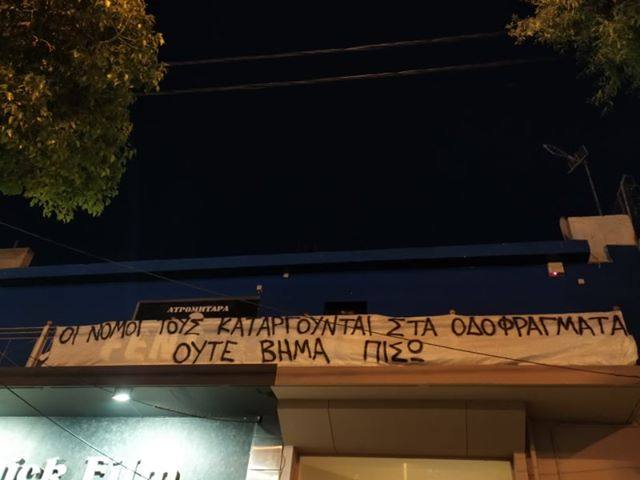 ΑΤΡΟΜΗΤΑΡΑ
ΟΙ ΝΟΜΟΙ ΤΟΥΣ ΚΑΤΑΡΓΟΥΝΤΑΙ ΣΤΑ ΟΔΟΦΡΑΓΜΑΤΑ
ΟΥΤΕ ΒΗΜΑ ΠΙΣΩ